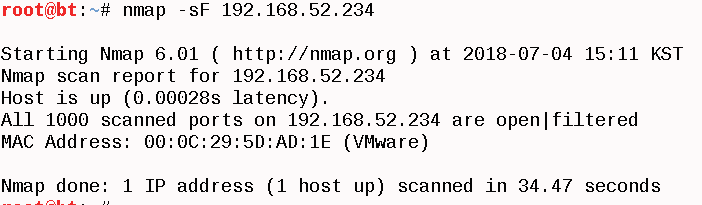 root@bt:~# nmap -sF 192.168.52.234
Starting Nmap 6.01 ( http://nmap.org ) at 2018-07-04 15:11 KST
Nmap scan report for 192.168.52.234
Host is up (0.00028s latency).
All 1000 scanned ports on 192.168.52.234 are open|filtered
MAC Address: 00:0C:29:5D:AD:1E (VMware)
Nmap done: 1 IP address (1 host up) scanned in 34.47 seconds
root@bt:~#